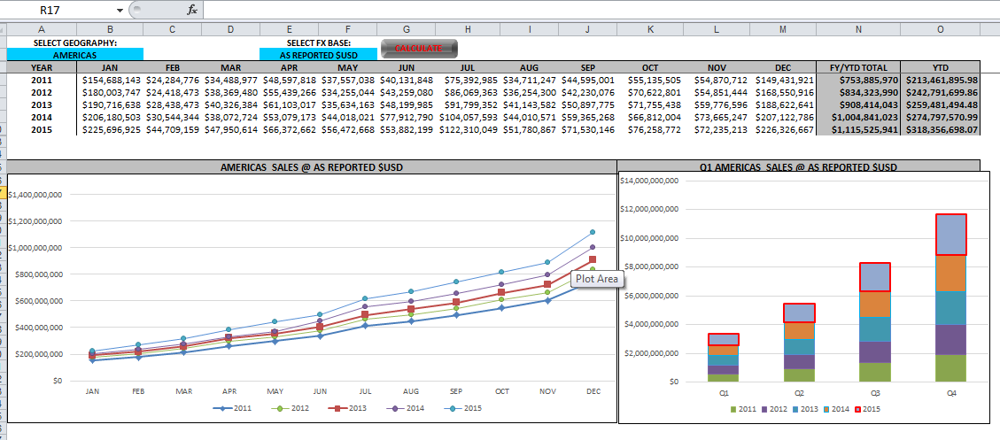 R17 fx
A B C D E F G H I J K L M N O
SELECT GEOGRAPHY: SELECT FX BASE:
AMERICAS AS REPORTED $USD CALCULATE
YEAR JAN FEB MAR APR MAY JUN JUL AUG SEP OCT NOV DEC FY/YTD TOTAL YTD
2011 $154,688,143 $24,284,776 $34,488,977 $48,597,818 $37,557,038 $40,131,848 $75,392,985 $34,711,247 $44,595,001 $55,135,505 $54,870,712 $149,431,921 $753,885,970 $213,461,895.98
2012 $180,003,747 $24,418,473 $38,369,480 $55,439,266 $34,255,044 $43,259,080 $86,069,363 $36,254,300 $42,230,076 $70,622,801 $54,851,444 $168,550,916 $834,323,990 $242,791,699.86
2013 $190,716,638 $28,438,473 $40,326,384 $61,103,017 $35,634,163 $48,199,985 $91,799,352 $41,143,582 $50,897,775 $71,755,438 $59,776,596 $188,622,641 $908,414,043 $259,481,494.48
2014 $206,180,503 $30,544,344 $38,072,724 $53,079,173 $44,018,021 $77,912,790 $104,057,593 $44,010,571 $59,365,268 $66,812,004 $73,665,247 $207,122,786 $1,004,841,023 $274,797,570.99
2015 $225,696,925 $44,709,159 $47,950,614 $66,372,662 $56,472,668 $53,882,199 $122,310,049 $51,780,867 $71,530,146 $76,258,772 $72,235,213 $226,326,667 $1,115,525,941 $318,356,698.07
AMERICAS SALES @ AS REPORTED $USD
$1,400,000,000
$1,200,000,000
$1,000,000,000
$800,000,000
$600,000,000
$400,000,000
$200,000,000
$0
JAN FEB MAR APR MAY JUN JUL AUG SEP OCT NOV DEC
2011 2012 2013 2014 2015
Plot Area
Q1 AMERICAS SALES @ AS REPORTED $USD
$14,000,000,000
$12,000,000,000
$10,000,000,000
$8,000,000,000
$6,000,000,000
$4,000,000,000
$2,000,000,000
$0
Q1 Q2 Q3 Q4
2011 2012 2013 2014 2015